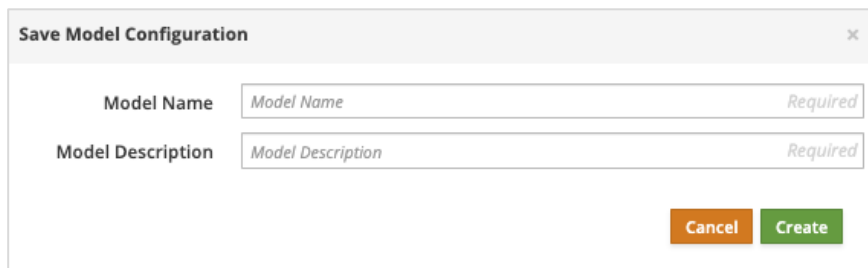 Save Model Configuration ×
Model Name Model Name Required
Model Description Model Description Required
Cancel Create